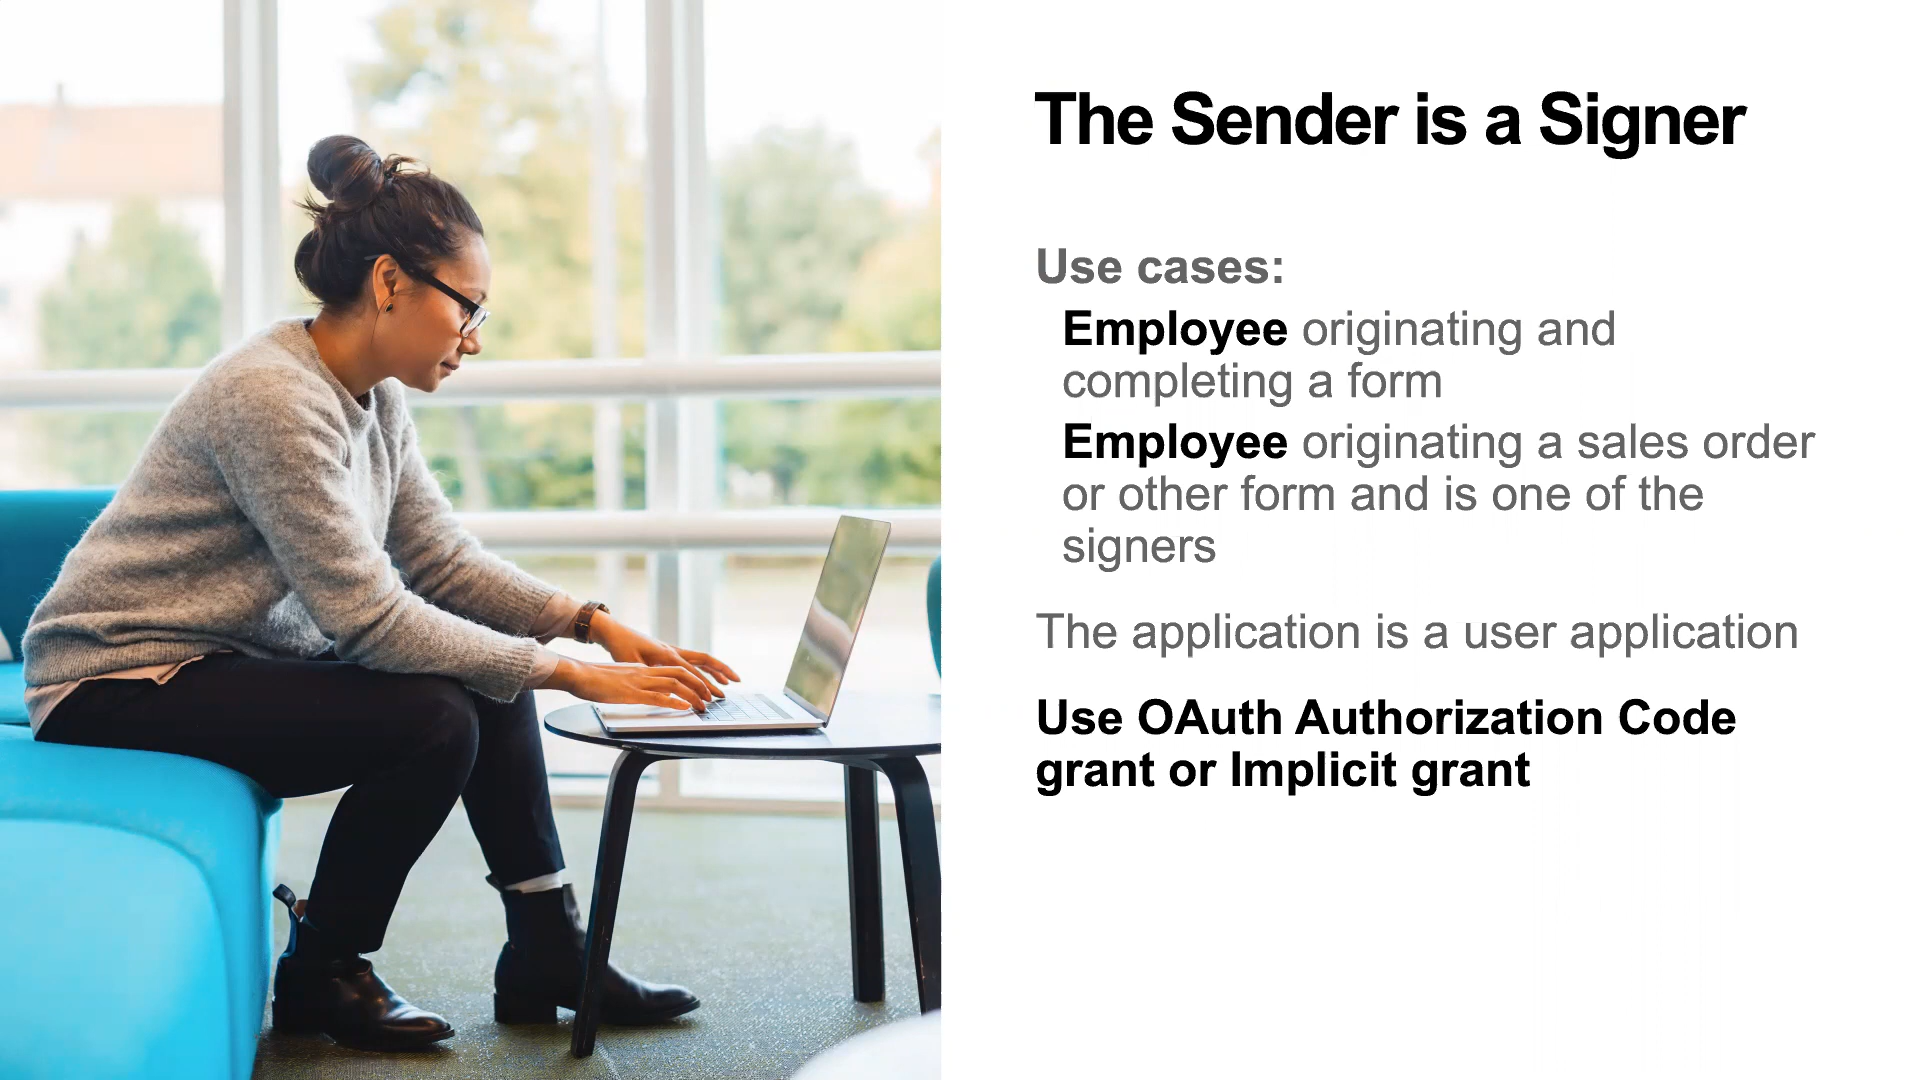 The Sender is a Signer
Use cases:
Employee originating and
completing a form
Employee originating a sales order
or other form and is one of the
signers
The application is a user application
Use OAuth Authorization Code
grant or Implicit grant